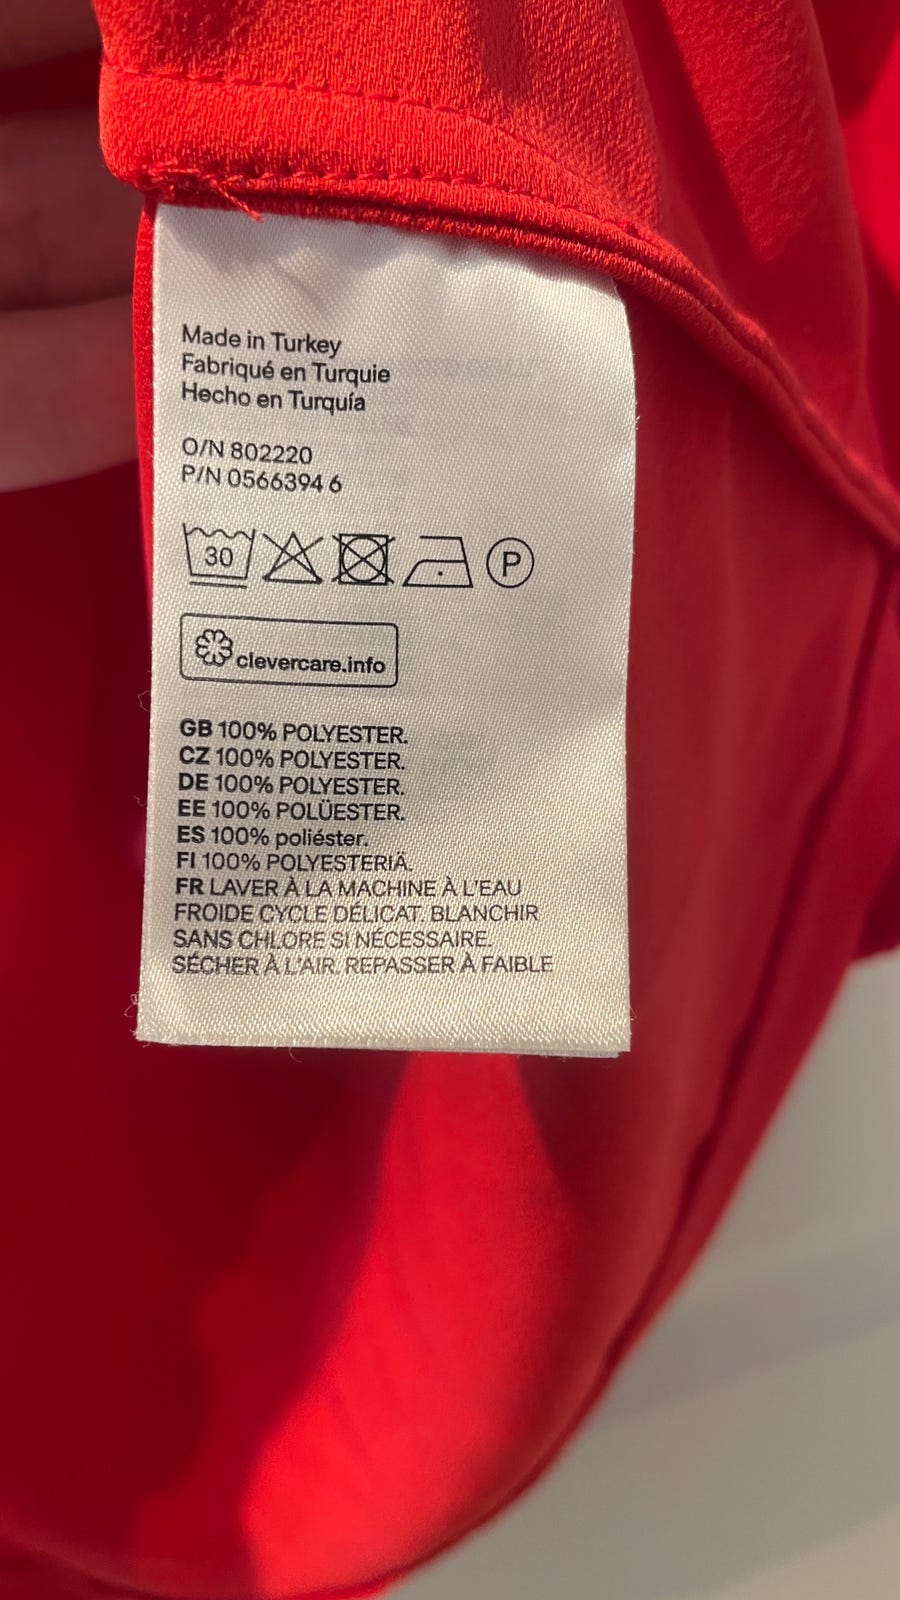 Made in Turkey
Fabriqué en Turquie
Hecho en Turquía
O/N 802220
P/N 0566394 6
30 P
clevercare.info
GB 100% POLYESTER.
CZ 100% POLYESTER.
DE 100% POLYESTER.
EE 100% POLÜESTER.
ES 100% poliéster.
FI 100% POLYESTERIÄ.
FR LAVER À LA MACHINE À L'EAU
FROIDE CYCLE DÉLICAT. BLANCHIR
SANS CHLORE SI NÉCESSAIRE.
SÉCHER À L'AIR. REPASSER À FAIBLE